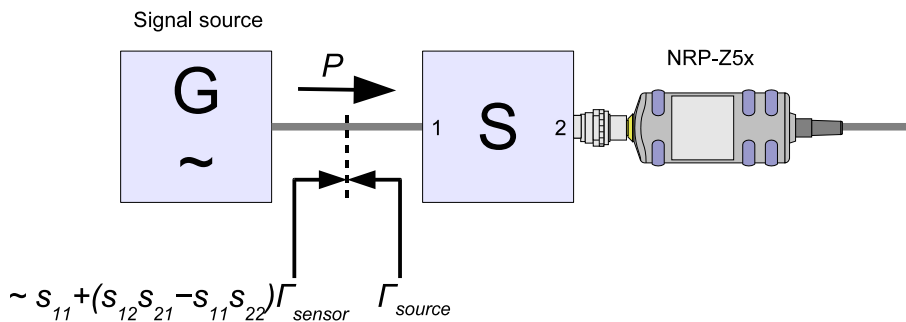 Signal source
NRP-Z5x
P
G
~
1
S
2
~ s₁₁+(s₁₂s₂₁−s₁₁s₂₂)Γsensor
Γsource